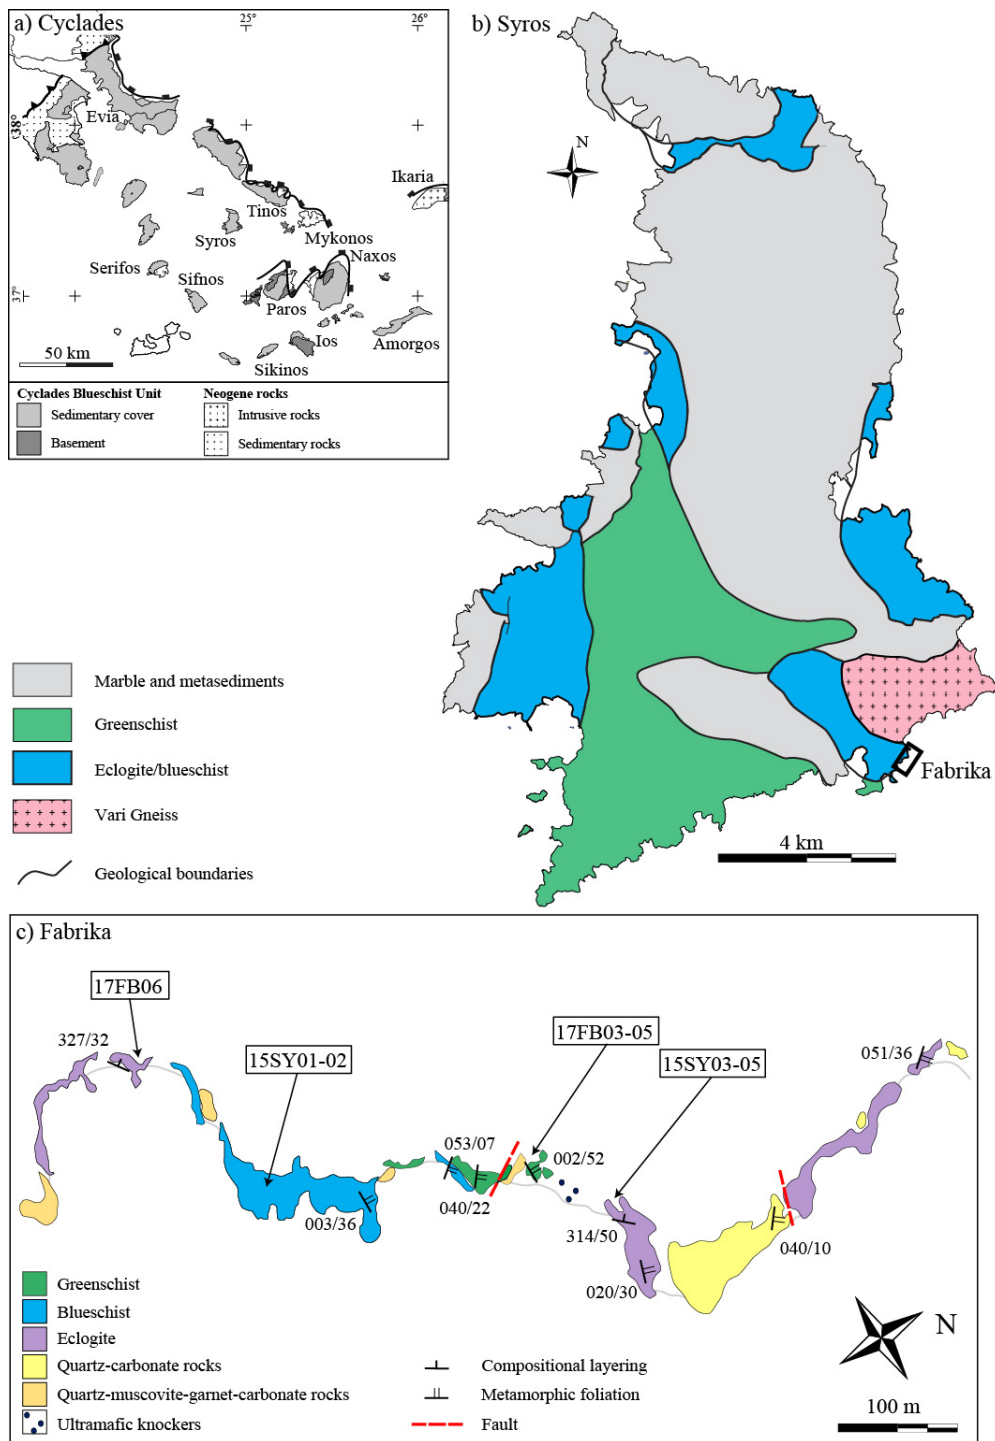 a) Cyclades
25°
26°
38°
Evia
Ikaria
Tinos
Syros
Mykonos
Naxos
Serifos
Sifnos
37°
Paros
Ios
Amorgos
Sikinos
50 km
Cyclades Blueschist Unit
Sedimentary cover
Basement
Neogene rocks
Intrusive rocks
Sedimentary rocks
b) Syros
N
Marble and metasediments
Greenschist
Eclogite/blueschist
Vari Gneiss
Geological boundaries
Fabrika
4 km
c) Fabrika
17FB06
327/32
15SY01-02
17FB03-05
15SY03-05
051/36
053/07
002/52
040/22
003/36
314/50
040/10
020/30
Greenschist
Blueschist
Eclogite
Quartz-carbonate rocks
Quartz-muscovite-garnet-carbonate rocks
Ultramafic knockers
Compositional layering
Metamorphic foliation
Fault
N
100 m